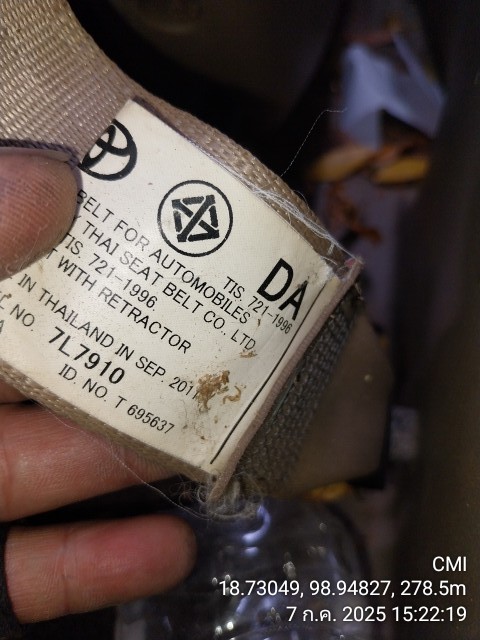 BELT FOR AUTOMOBILES
TIS. 721-1996
THAI SEAT BELT CO., LTD.
DA
TIS. 721-1996
WITH RETRACTOR
IN THAILAND IN SEP.
NO. 7L7910
ID. NO. T 695637
CMI
18.73049, 98.94827, 278.5m
7 ก.ค. 2025 15:22:19